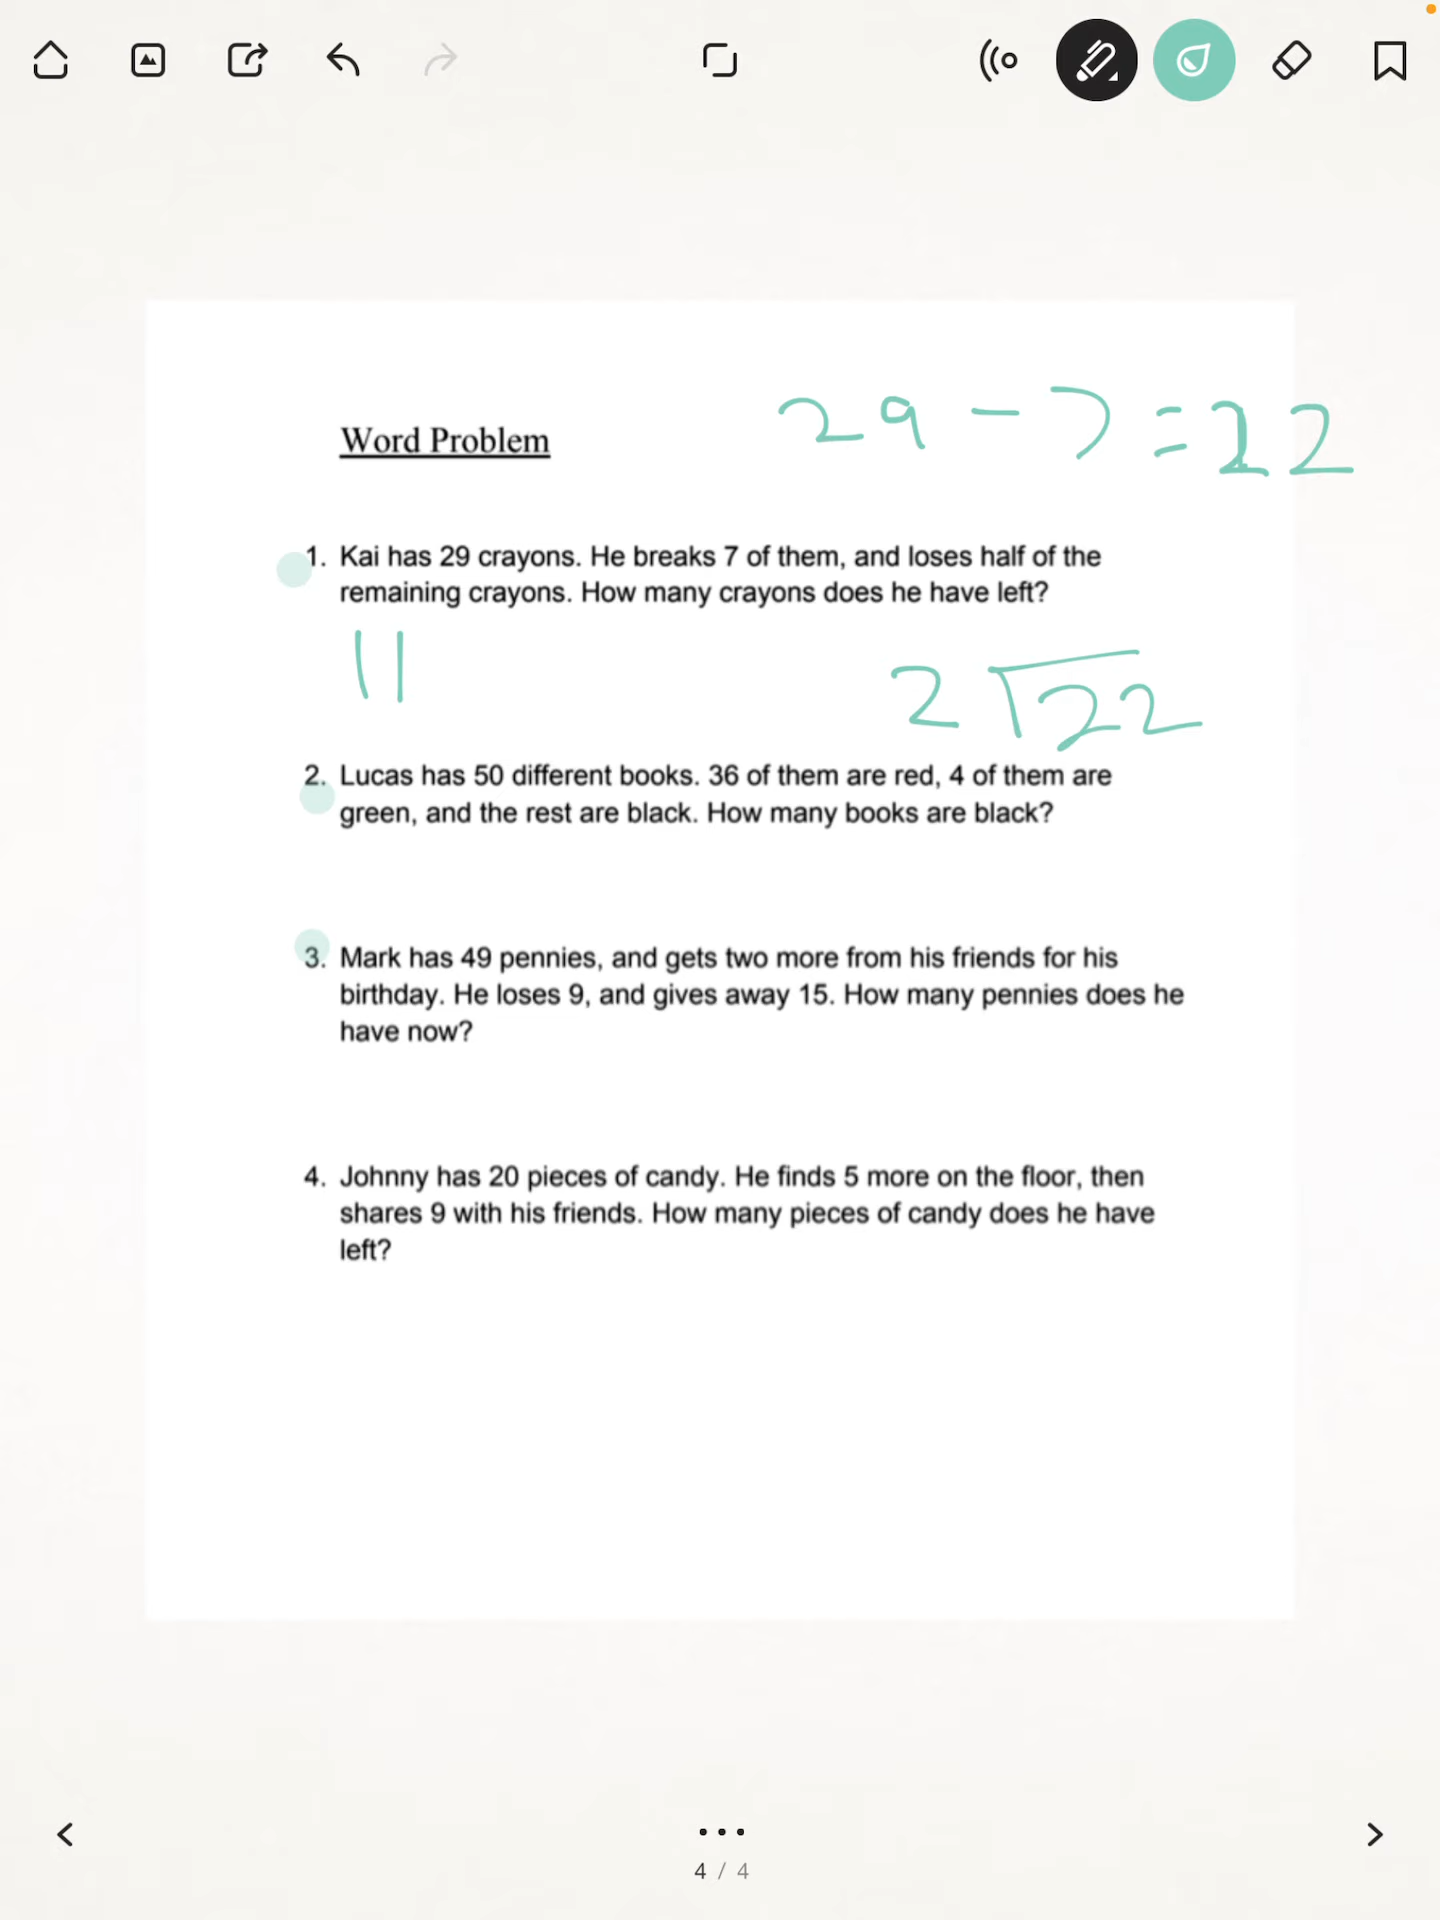 29 - 7 = 22
Word Problem
1. Kai has 29 crayons. He breaks 7 of them, and loses half of the
remaining crayons. How many crayons does he have left?
11
2 √22
2. Lucas has 50 different books. 36 of them are red, 4 of them are
green, and the rest are black. How many books are black?
3. Mark has 49 pennies, and gets two more from his friends for his
birthday. He loses 9, and gives away 15. How many pennies does he
have now?
4. Johnny has 20 pieces of candy. He finds 5 more on the floor, then
shares 9 with his friends. How many pieces of candy does he have
left?
4 / 4